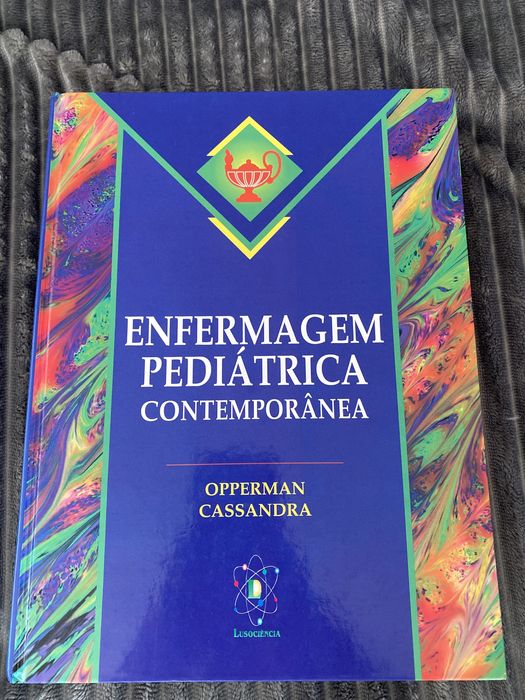 ENFERMAGEM
PEDIÁTRICA
CONTEMPORÂNEA
OPPERMAN
CASSANDRA
LUSOCIÊNCIA